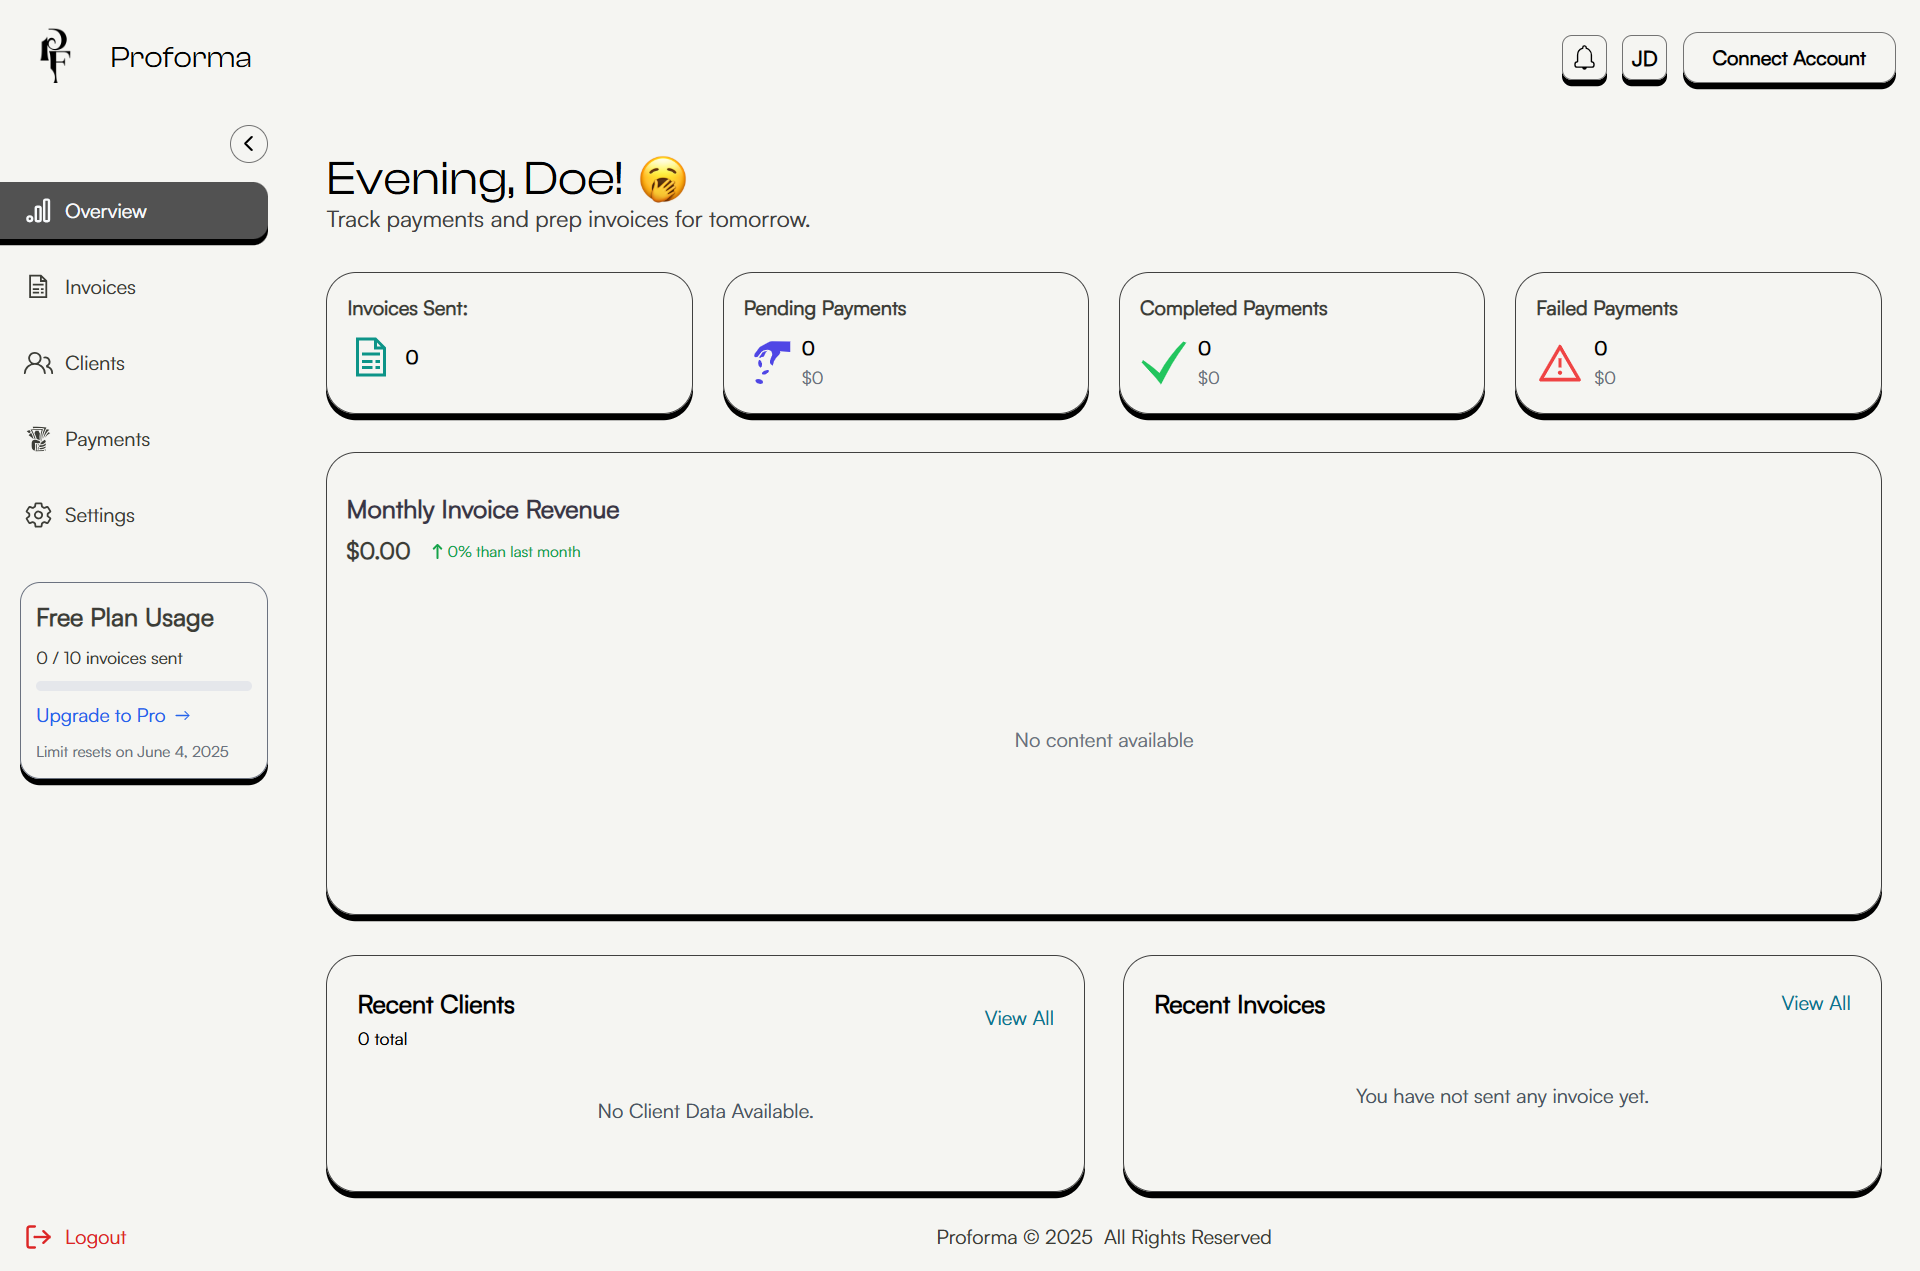 PF
Proforma
JD
Connect Account
Evening, Doe!
Track payments and prep invoices for tomorrow.
Overview
Invoices
Clients
Payments
Settings
Free Plan Usage
0 / 10 invoices sent
Upgrade to Pro →
Limit resets on June 4, 2025
Invoices Sent:
0
Pending Payments
0
$0
Completed Payments
0
$0
Failed Payments
0
$0
Monthly Invoice Revenue
$0.00 ↑ 0% than last month
No content available
Recent Clients
View All
0 total
No Client Data Available.
Recent Invoices
View All
You have not sent any invoice yet.
Logout
Proforma © 2025 All Rights Reserved